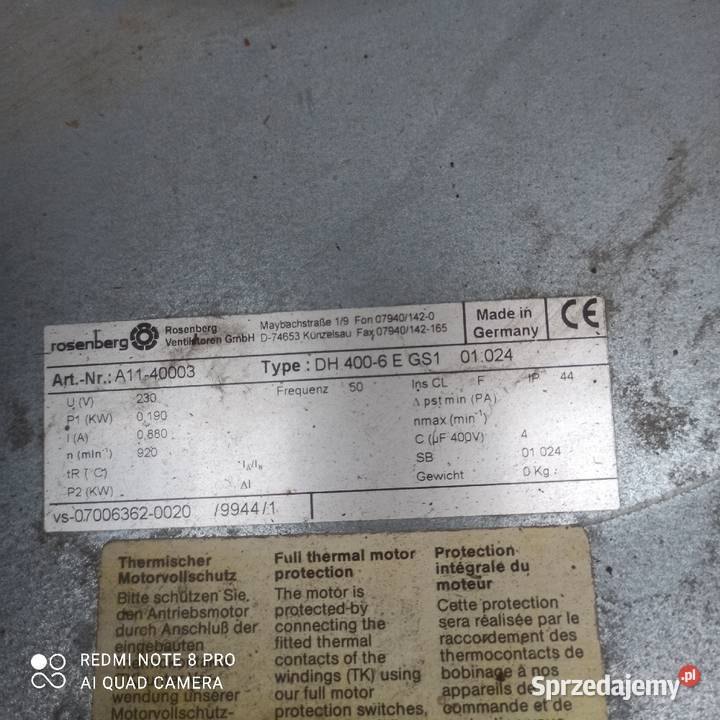 rosenberg Rosenberg Ventilatoren GmbH
Maybachstraße 1/9 Fon 07940/142-0
D-74653 Künzelsau Fax 07940/142-165
Made in Germany
CE
Art.-Nr.: A11-40003 Type : DH 400-6 E GS1 01.024
U (V) 230 Frequenz 50 Ins CL F IP 44
P1 (KW) 0,190 Δ pst min (PA)
I (A) 0,880 nmax (min⁻¹)
n (min⁻¹) 920 C (µF 400V) 4
tR (°C) IA/IN SB 01.024
P2 (KW) ΔI Gewicht 0 Kg
vs-07006362-0020 /9944/1
Thermischer
Motorvollschutz
Bitte schützen Sie
den Antriebsmotor
durch Anschluß der
eingebauten
wendung unserer
Motorvollschutz-
Full thermal motor
protection
The motor is
protected by
connecting the
fitted thermal
contacts of the
windings (TK) using
our full motor
protection switches,
Protection
intégrale du
moteur
Cette protection
sera réalisée par le
raccordement des
thermocontacts de
bobinage à nos
appareils de
commande et de
REDMI NOTE 8 PRO
AI QUAD CAMERA
Sprzedajemy.pl